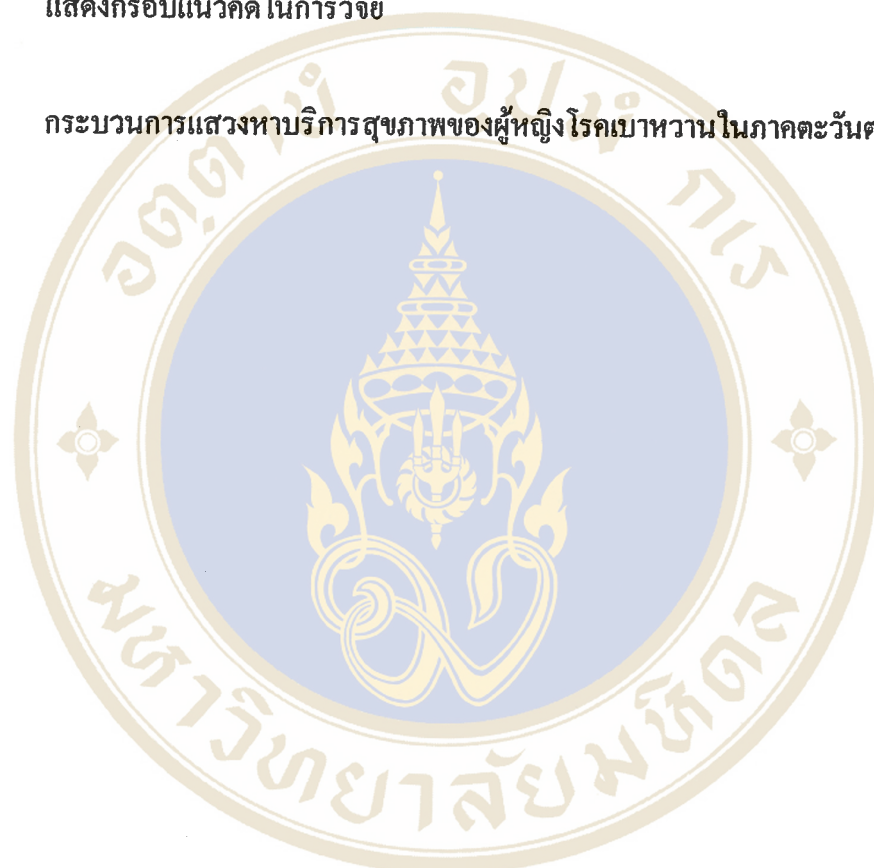 แสดงกรอบแนวคิดในการวิจัย
กระบวนการแสวงหาบริการสุขภาพของผู้หญิงโรคเบาหวานในภาคตะวันต
อตฺตานํ อุปมํ กเร
มหาวิทยาลัยมหิดล